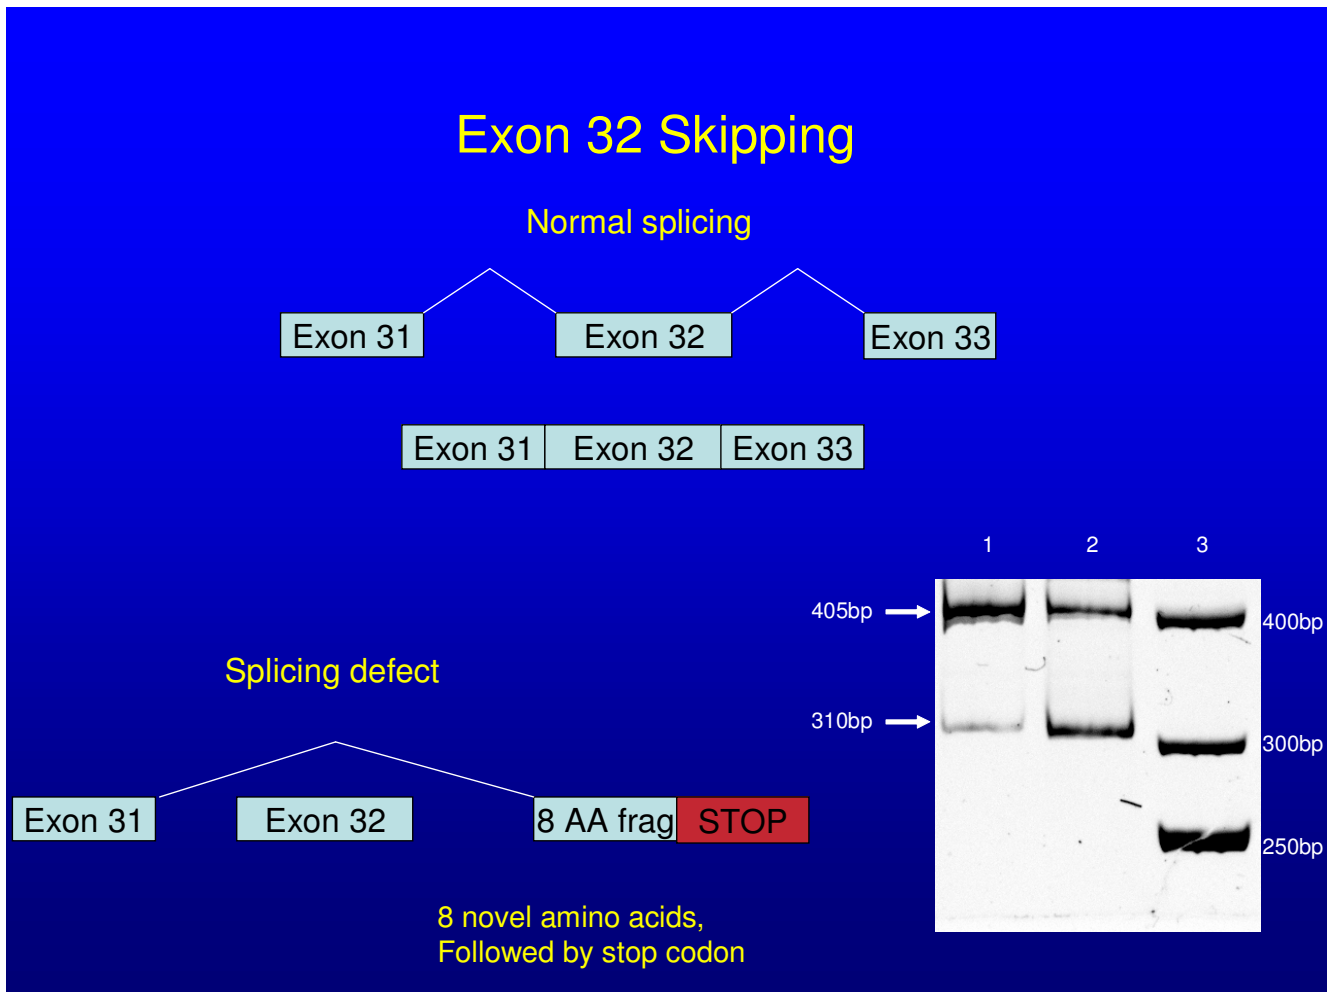 Exon 32 Skipping
Normal splicing
Exon 31
Exon 32
Exon 33
Exon 31
Exon 32
Exon 33
1
2
3
405bp
400bp
310bp
300bp
250bp
Splicing defect
Exon 31
Exon 32
8 AA frag
STOP
8 novel amino acids,
Followed by stop codon